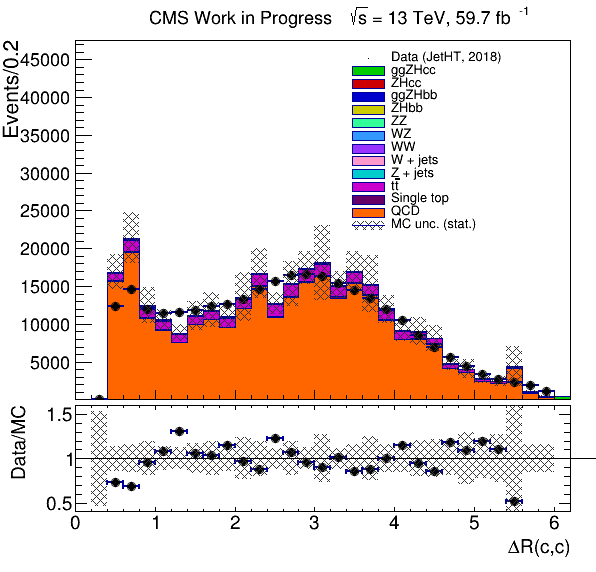 CMS Work in Progress √s = 13 TeV, 59.7 fb⁻¹
Events/0.2
45000
40000
35000
30000
25000
20000
15000
10000
5000
Data (JetHT, 2018)
ggZHcc
ZHcc
ggZHbb
ZHbb
ZZ
WZ
WW
W + jets
Z + jets
tt̅
Single top
QCD
MC unc. (stat.)
Data/MC
1.5
1
0.5
0 1 2 3 4 5 6
ΔR(c,c)